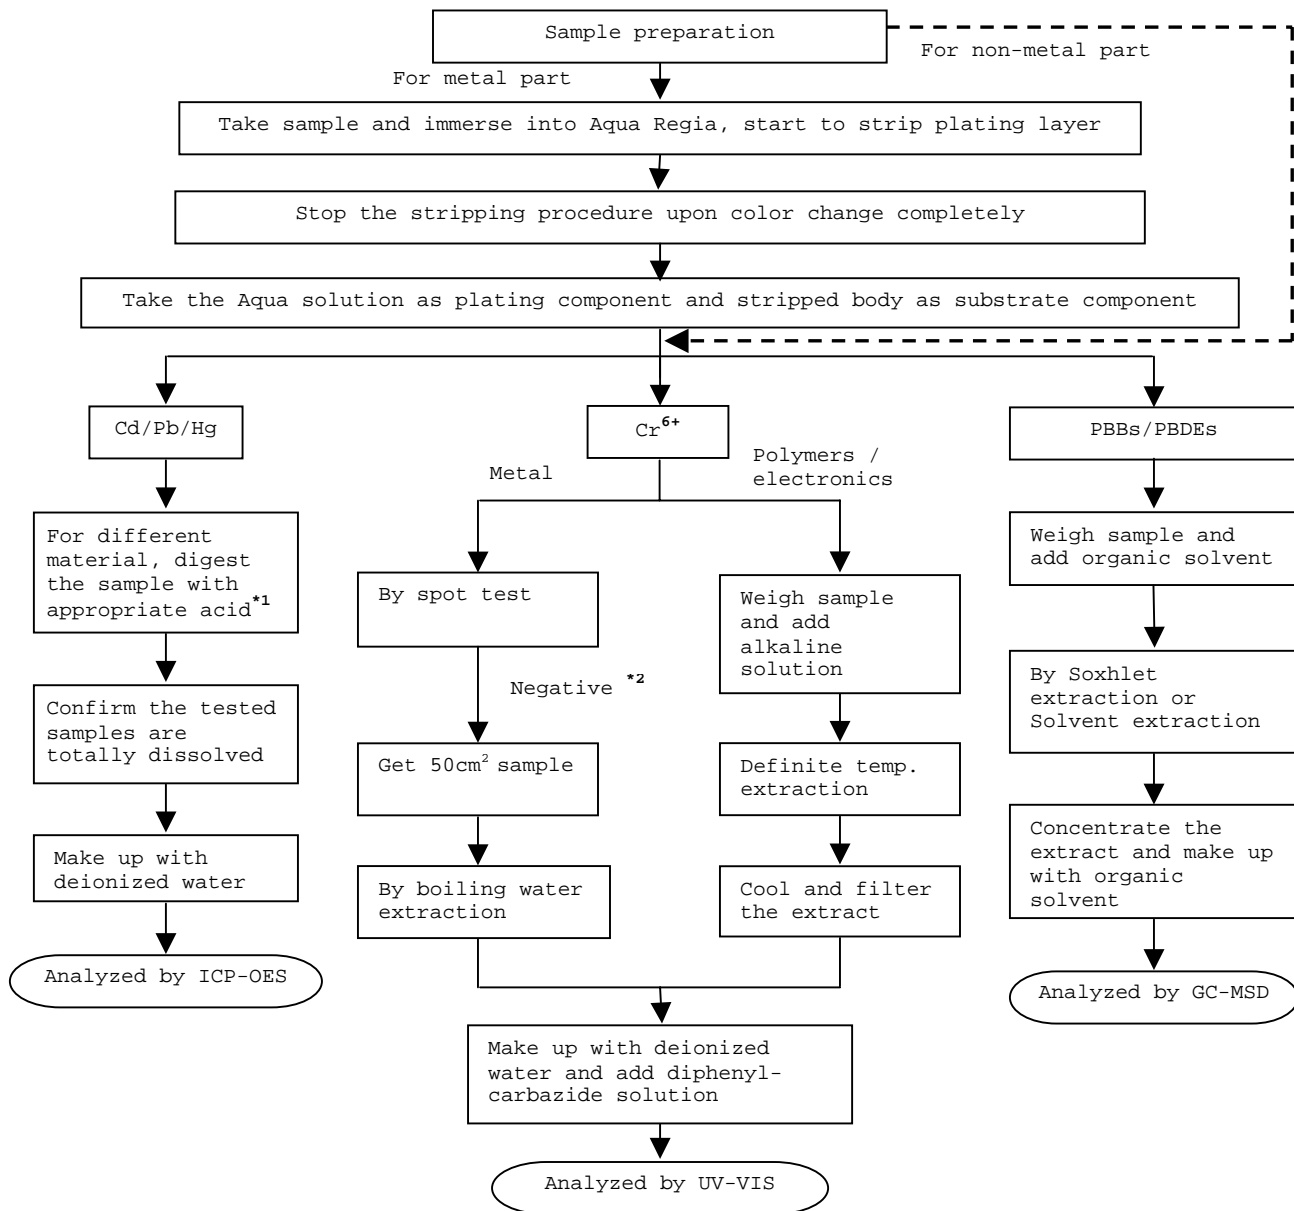 Sample preparation
For non-metal part
For metal part
Take sample and immerse into Aqua Regia, start to strip plating layer
Stop the stripping procedure upon color change completely
Take the Aqua solution as plating component and stripped body as substrate component
Cd/Pb/Hg
Cr6+
PBBs/PBDEs
Metal
Polymers /
electronics
For different
material, digest
the sample with
appropriate acid*1
By spot test
Weigh sample
and add
alkaline
solution
Weigh sample and
add organic solvent
Negative *2
Confirm the tested
samples are
totally dissolved
Get 50cm2 sample
Definite temp.
extraction
By Soxhlet
extraction or
Solvent extraction
Make up with
deionized water
By boiling water
extraction
Cool and filter
the extract
Concentrate the
extract and make up
with organic
solvent
Analyzed by ICP-OES
Analyzed by GC-MSD
Make up with deionized
water and add diphenyl-
carbazide solution
Analyzed by UV-VIS